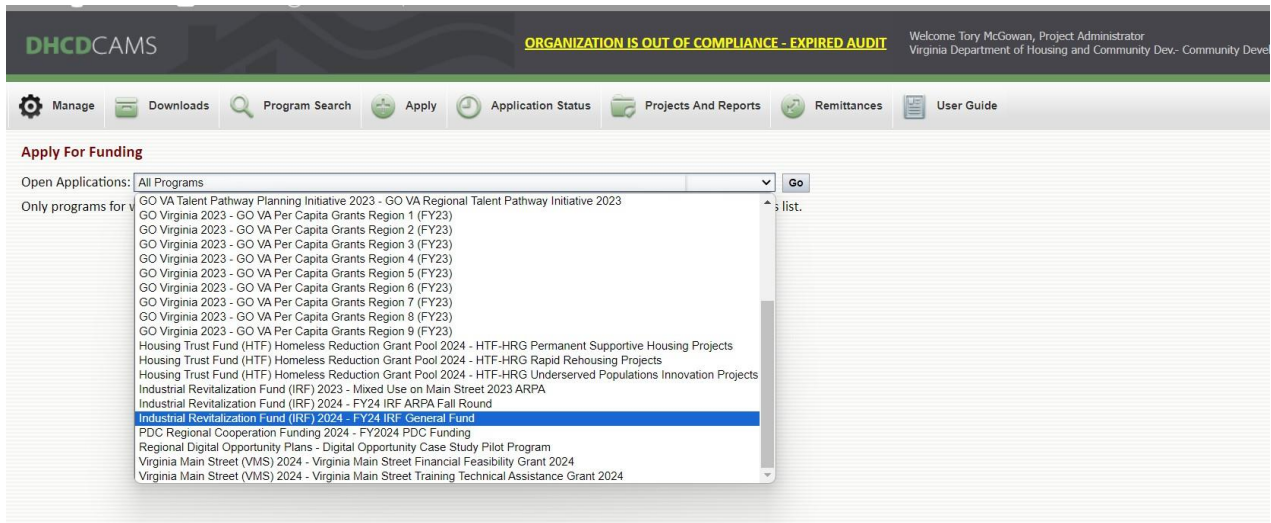 DHCDCAMS
ORGANIZATION IS OUT OF COMPLIANCE - EXPIRED AUDIT
Welcome Tory McGowan, Project Administrator
Virginia Department of Housing and Community Dev.- Community Devel
Manage Downloads Program Search Apply Application Status Projects And Reports Remittances User Guide
Apply For Funding
Open Applications: All Programs Go
Only programs for s list.
GO VA Talent Pathway Planning Initiative 2023 - GO VA Regional Talent Pathway Initiative 2023
GO Virginia 2023 - GO VA Per Capita Grants Region 1 (FY23)
GO Virginia 2023 - GO VA Per Capita Grants Region 2 (FY23)
GO Virginia 2023 - GO VA Per Capita Grants Region 3 (FY23)
GO Virginia 2023 - GO VA Per Capita Grants Region 4 (FY23)
GO Virginia 2023 - GO VA Per Capita Grants Region 5 (FY23)
GO Virginia 2023 - GO VA Per Capita Grants Region 6 (FY23)
GO Virginia 2023 - GO VA Per Capita Grants Region 7 (FY23)
GO Virginia 2023 - GO VA Per Capita Grants Region 8 (FY23)
GO Virginia 2023 - GO VA Per Capita Grants Region 9 (FY23)
Housing Trust Fund (HTF) Homeless Reduction Grant Pool 2024 - HTF-HRG Permanent Supportive Housing Projects
Housing Trust Fund (HTF) Homeless Reduction Grant Pool 2024 - HTF-HRG Rapid Rehousing Projects
Housing Trust Fund (HTF) Homeless Reduction Grant Pool 2024 - HTF-HRG Underserved Populations Innovation Projects
Industrial Revitalization Fund (IRF) 2023 - Mixed Use on Main Street 2023 ARPA
Industrial Revitalization Fund (IRF) 2024 - FY24 IRF ARPA Fall Round
Industrial Revitalization Fund (IRF) 2024 - FY24 IRF General Fund
PDC Regional Cooperation Funding 2024 - FY2024 PDC Funding
Regional Digital Opportunity Plans - Digital Opportunity Case Study Pilot Program
Virginia Main Street (VMS) 2024 - Virginia Main Street Financial Feasibility Grant 2024
Virginia Main Street (VMS) 2024 - Virginia Main Street Training Technical Assistance Grant 2024